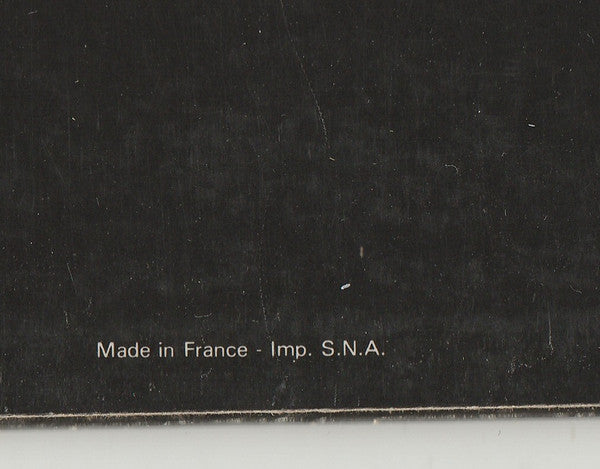 Made in France - Imp. S.N.A.